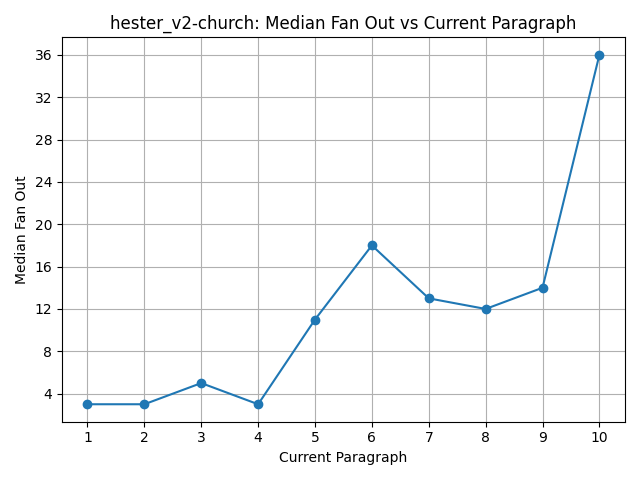 hester_v2-church: Median Fan Out vs Current Paragraph
36
32
28
24
20
16
12
8
4
Median Fan Out
1 2 3 4 5 6 7 8 9 10
Current Paragraph